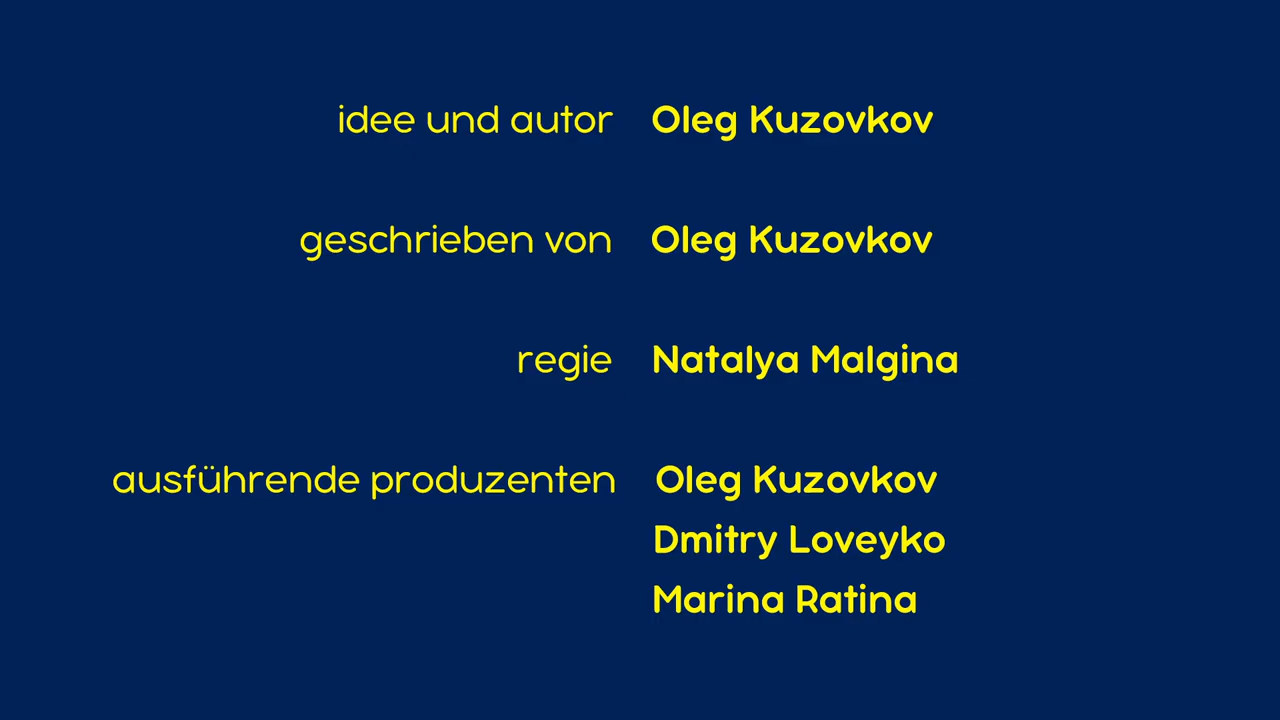 idee und autor Oleg Kuzovkov
geschrieben von Oleg Kuzovkov
regie Natalya Malgina
ausführende produzenten Oleg Kuzovkov
Dmitry Loveyko
Marina Ratina